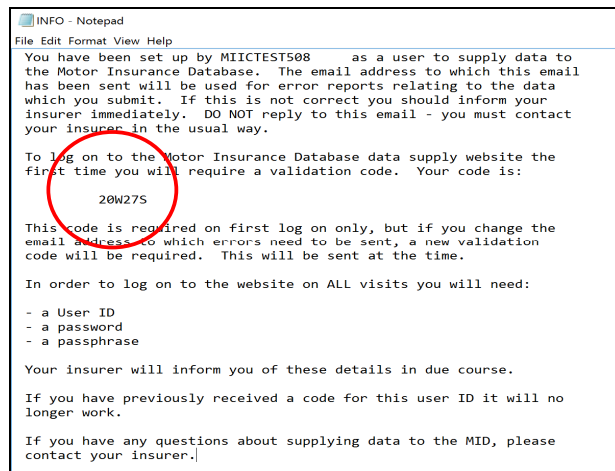 INFO - Notepad
File Edit Format View Help
You have been set up by MIICTEST508 as a user to supply data to
the Motor Insurance Database. The email address to which this email
has been sent will be used for error reports relating to the data
which you submit. If this is not correct you should inform your
insurer immediately. DO NOT reply to this email - you must contact
your insurer in the usual way.
To log on to the Motor Insurance Database data supply website the
first time you will require a validation code. Your code is:
20W27S
This code is required on first log on only, but if you change the
email address to which errors need to be sent, a new validation
code will be required. This will be sent at the time.
In order to log on to the website on ALL visits you will need:
- a User ID
- a password
- a passphrase
Your insurer will inform you of these details in due course.
If you have previously received a code for this user ID it will no
longer work.
If you have any questions about supplying data to the MID, please
contact your insurer.